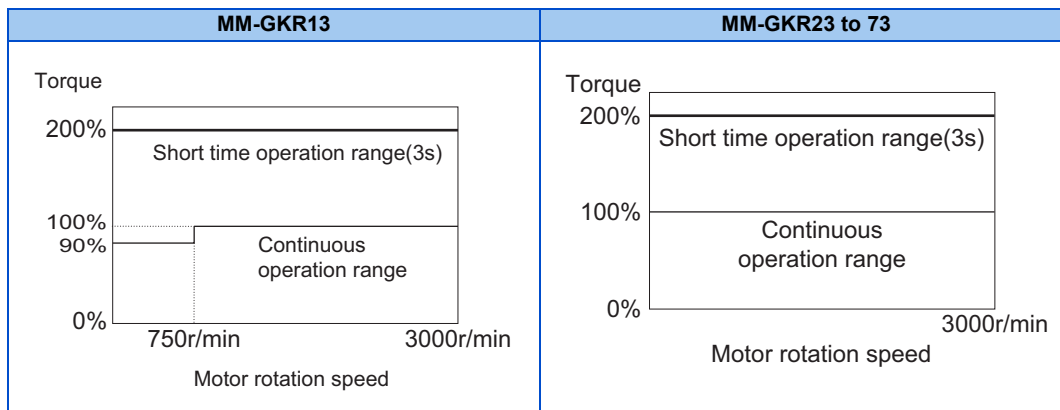 MM-GKR13
MM-GKR23 to 73
Torque
200%
Short time operation range(3s)
100%
90%
Continuous
operation range
0%
750r/min
3000r/min
Motor rotation speed
Torque
200%
Short time operation range(3s)
100%
Continuous
operation range
0%
3000r/min
Motor rotation speed